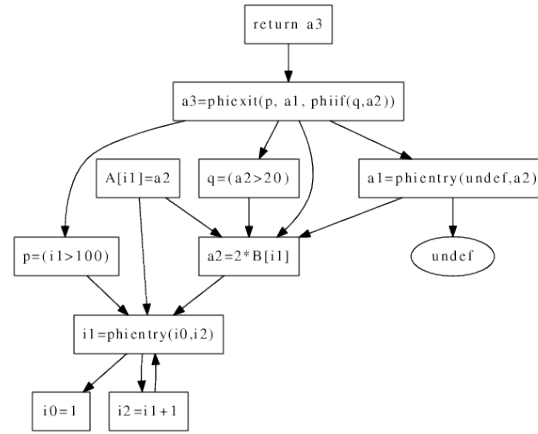 return a3
a3=phiexit(p, a1, phiif(q,a2))
A[i1]=a2
q=(a2>20)
a1=phientry(undef,a2)
p=(i1>100)
a2=2*B[i1]
undef
i1=phientry(i0,i2)
i0=1
i2=i1+1